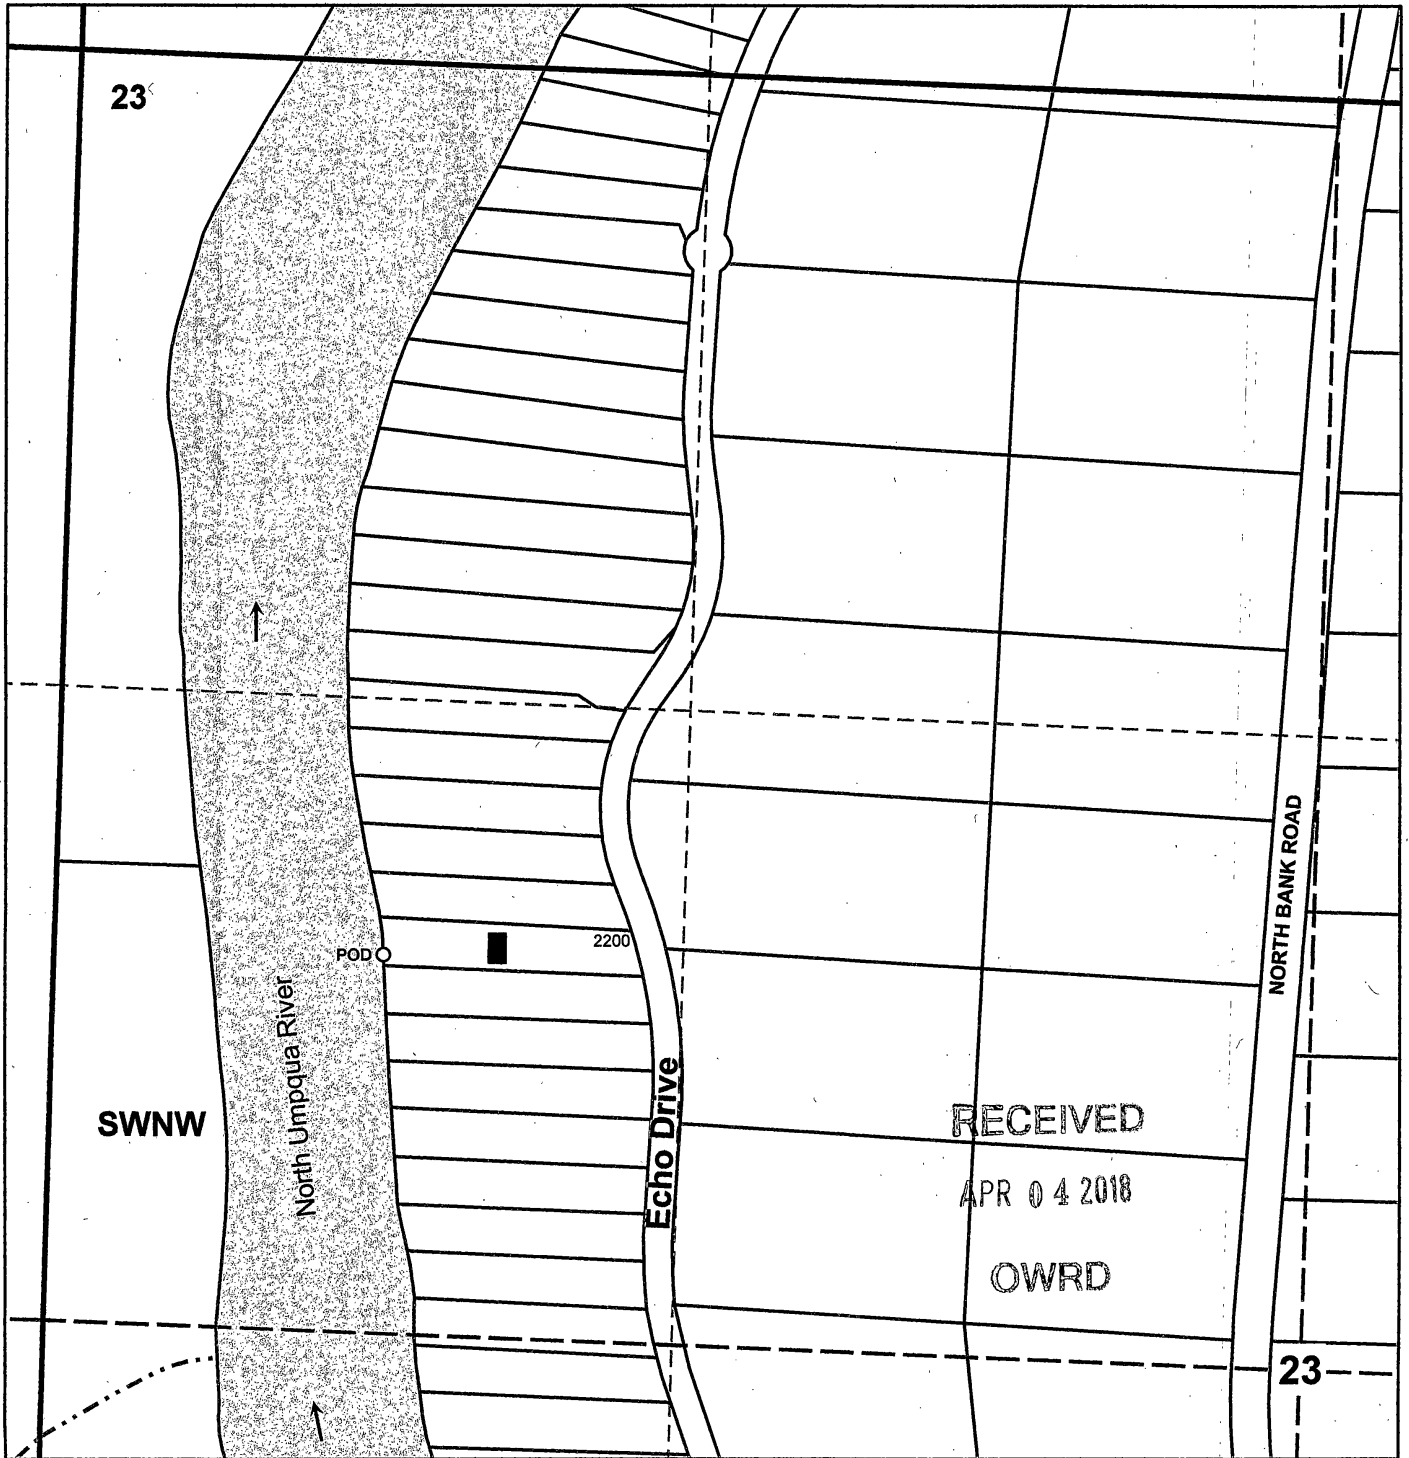 23
NORTH BANK ROAD
2200
POD
North Umpqua River
Echo Drive
SWNW
RECEIVED
APR 04 2018
OWRD
23